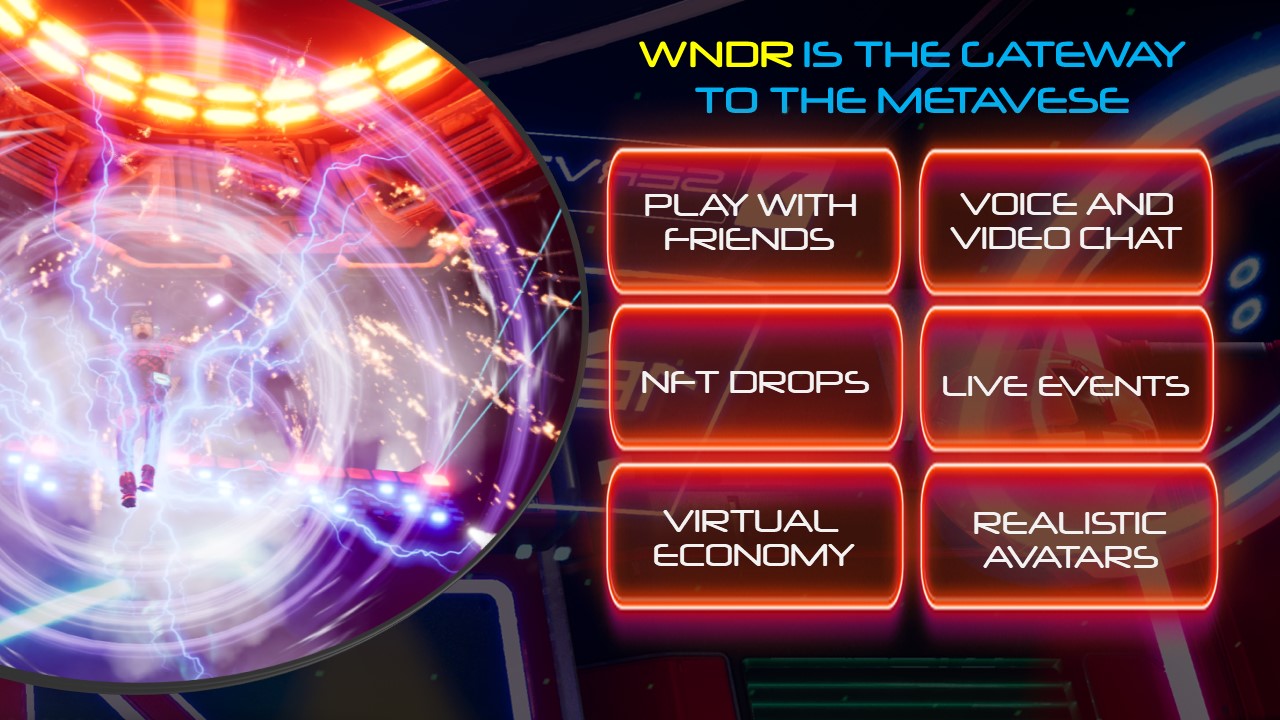 WNDR IS THE GATEWAY
TO THE METAVESE
PLAY WITH
FRIENDS
VOICE AND
VIDEO CHAT
NFT DROPS
LIVE EVENTS
VIRTUAL
ECONOMY
REALISTIC
AVATARS